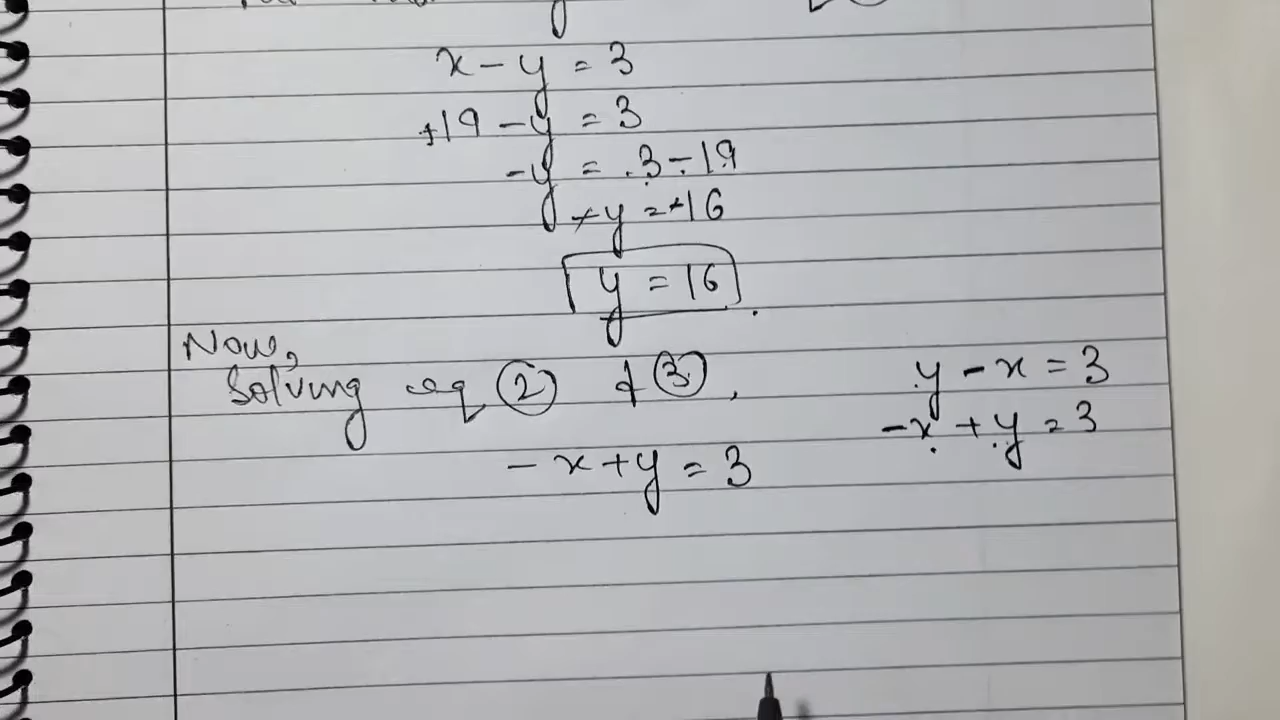 x - y = 3
+19 - y = 3
-y = 3 - 19
-y = -16
y = 16
Now,
Solving eq ② & ③,
y - x = 3
-x + y = 3
-x + y = 3